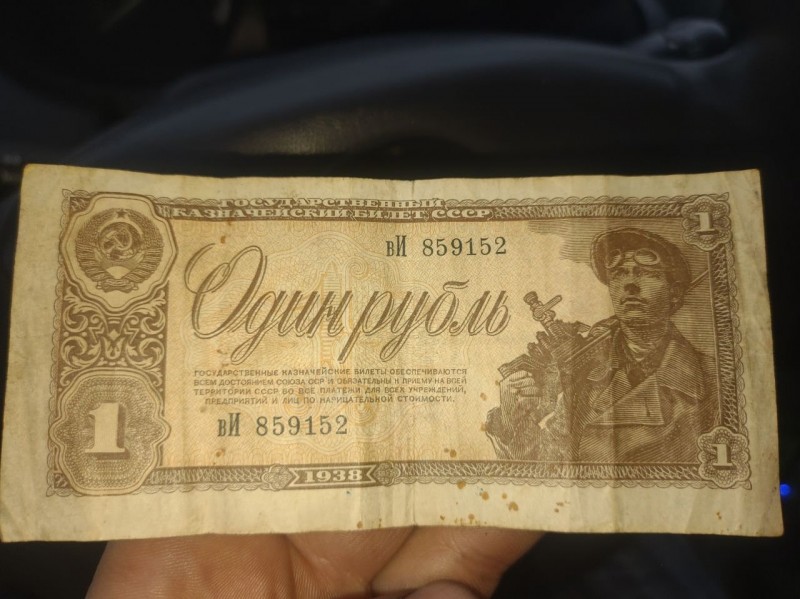 ГОСУДАРСТВЕННЫЙ
КАЗНАЧЕЙСКИЙ БИЛЕТ СССР
1
вИ 859152
Один рубль
ГОСУДАРСТВЕННЫЕ КАЗНАЧЕЙСКИЕ БИЛЕТЫ ОБЕСПЕЧИВАЮТСЯ
ВСЕМ ДОСТОЯНИЕМ СОЮЗА ССР И ОБЯЗАТЕЛЬНЫ К ПРИЕМУ НА ВСЕЙ
ТЕРРИТОРИИ СССР ВО ВСЕ ПЛАТЕЖИ ДЛЯ ВСЕХ УЧРЕЖДЕНИЙ,
ПРЕДПРИЯТИЙ И ЛИЦ ПО НАРИЦАТЕЛЬНОЙ СТОИМОСТИ.
1
вИ 859152
1
1938